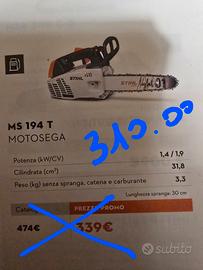 STIHL
MS 194 T
MOTOSEGA
310.00
Potenza (kW/CV) 1,4 / 1,9
Cilindrata (cm³) 31,8
Peso (kg) senza spranga, catena e carburante 3,3
Lunghezza spranga: 30 cm
PREZZO PROMO
474€ 339€
subito